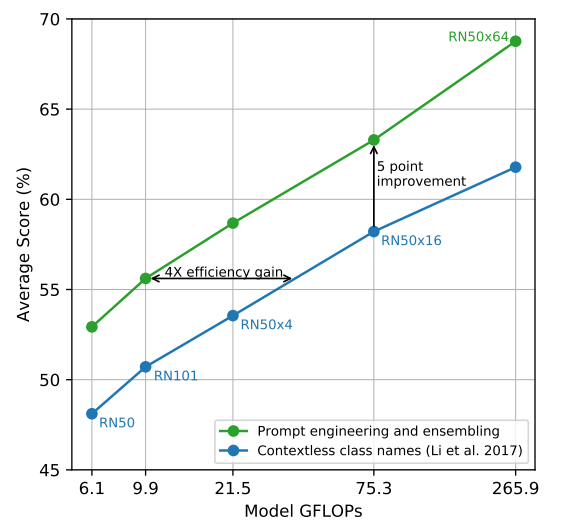 70
65
60
55
50
45
Average Score (%)
RN50x64
5 point
improvement
RN50x16
4X efficiency gain
RN50x4
RN101
RN50
Prompt engineering and ensembling
Contextless class names (Li et al. 2017)
6.1 9.9 21.5 75.3 265.9
Model GFLOPs